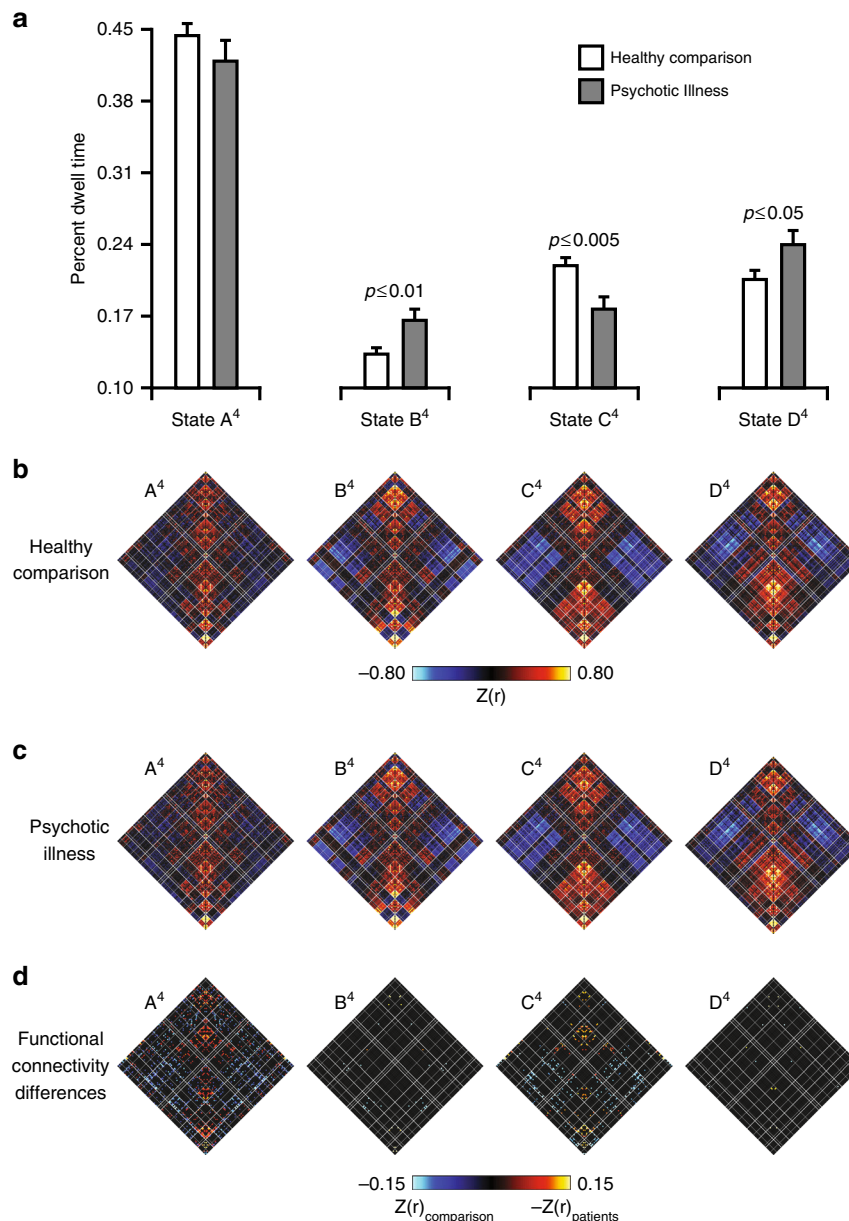 a
0.45
0.38
0.31
0.24
0.17
0.10
Percent dwell time
Healthy comparison
Psychotic Illness
p≤0.01
p≤0.005
p≤0.05
State A⁴
State B⁴
State C⁴
State D⁴
b
A⁴
B⁴
C⁴
D⁴
Healthy
comparison
–0.80
0.80
Z(r)
c
A⁴
B⁴
C⁴
D⁴
Psychotic
illness
d
A⁴
B⁴
C⁴
D⁴
Functional
connectivity
differences
–0.15
0.15
Z(r)comparison
–Z(r)patients